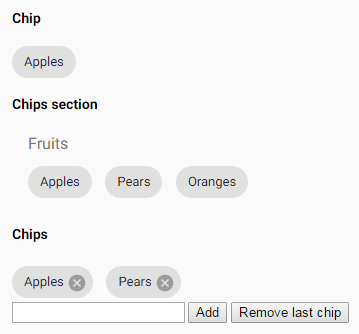 Chip
Apples
Chips section
Fruits
Apples Pears Oranges
Chips
Apples Pears
Add Remove last chip